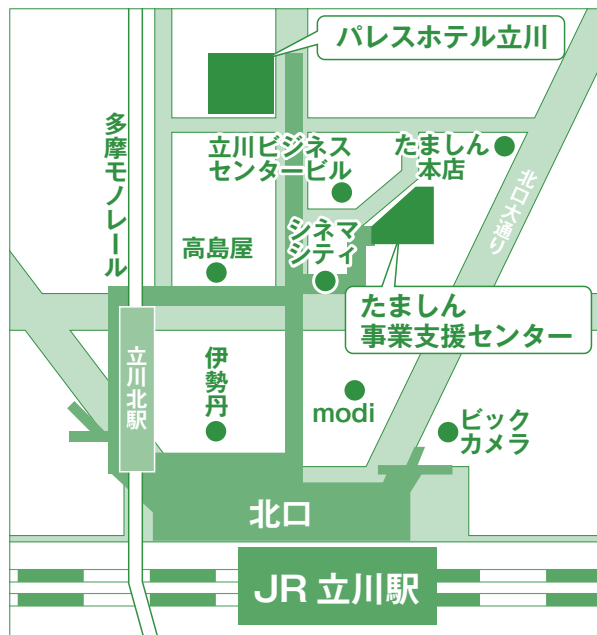 パレスホテル立川
多摩モノレール
立川ビジネス
センタービル
たましん
本店
北口大通り
シネマ
シティ
高島屋
たましん
事業支援センター
立川北駅
伊勢丹
modi
ビック
カメラ
北口
JR 立川駅